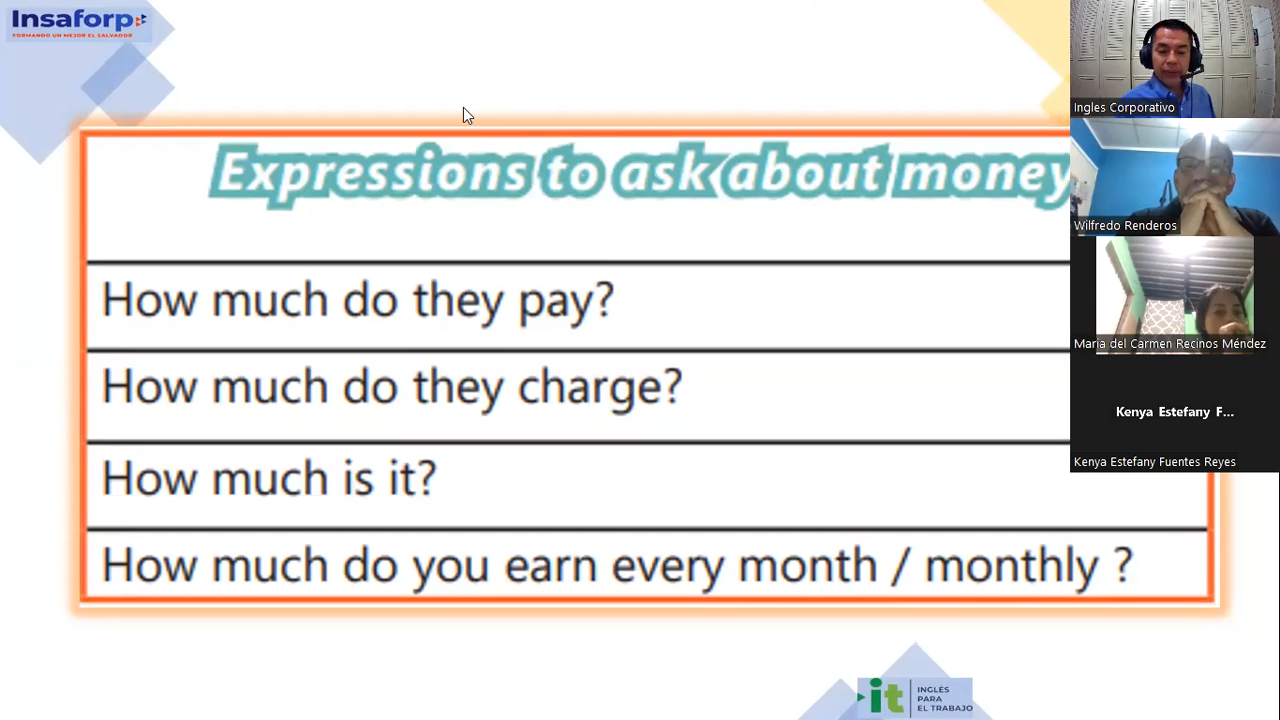 Insaforp
FORMANDO UN MEJOR EL SALVADOR
Expressions to ask about money
How much do they pay?
How much do they charge?
How much is it?
How much do you earn every month / monthly ?
Ingles Corporativo
Wilfredo Renderos
Maria del Carmen Recinos Méndez
Kenya Estefany F...
Kenya Estefany Fuentes Reyes
it
INGLÉS
PARA
EL TRABAJO